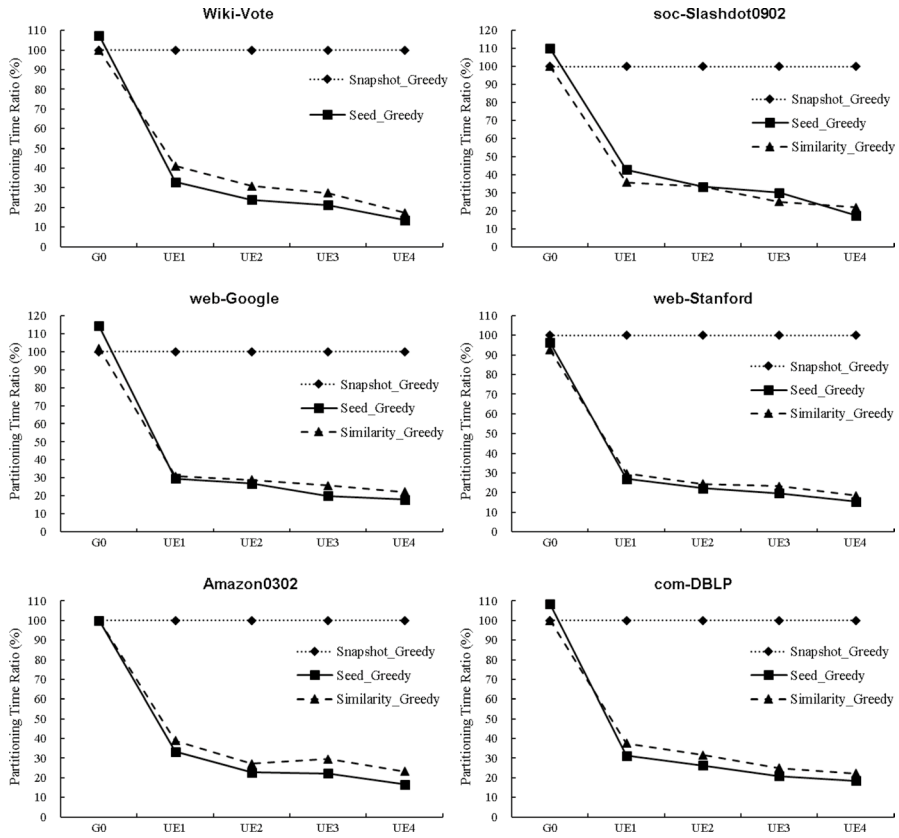 Wiki-Vote
Partitioning Time Ratio (%)
110
100
90
80
70
60
50
40
30
20
10
0
G0 UE1 UE2 UE3 UE4
Snapshot_Greedy
Seed_Greedy
soc-Slashdot0902
Partitioning Time Ratio (%)
120
110
100
90
80
70
60
50
40
30
20
10
0
G0 UE1 UE2 UE3 UE4
Snapshot_Greedy
Seed_Greedy
Similarity_Greedy
web-Google
Partitioning Time Ratio (%)
120
110
100
90
80
70
60
50
40
30
20
10
0
G0 UE1 UE2 UE3 UE4
Snapshot_Greedy
Seed_Greedy
Similarity_Greedy
web-Stanford
Partitioning Time Ratio (%)
110
100
90
80
70
60
50
40
30
20
10
0
G0 UE1 UE2 UE3 UE4
Snapshot_Greedy
Seed_Greedy
Similarity_Greedy
Amazon0302
Partitioning Time Ratio (%)
110
100
90
80
70
60
50
40
30
20
10
0
G0 UE1 UE2 UE3 UE4
Snapshot_Greedy
Seed_Greedy
Similarity_Greedy
com-DBLP
Partitioning Time Ratio (%)
110
100
90
80
70
60
50
40
30
20
10
0
G0 UE1 UE2 UE3 UE4
Snapshot_Greedy
Seed_Greedy
Similarity_Greedy